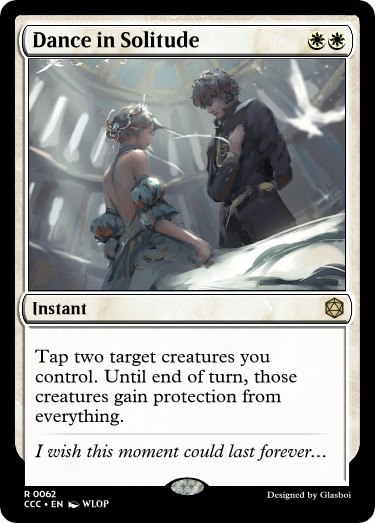 Dance in Solitude
Instant
Tap two target creatures you
control. Until end of turn, those
creatures gain protection from
everything.
I wish this moment could last forever…
R 0062
CCC • EN WLOP
Designed by Glasboi